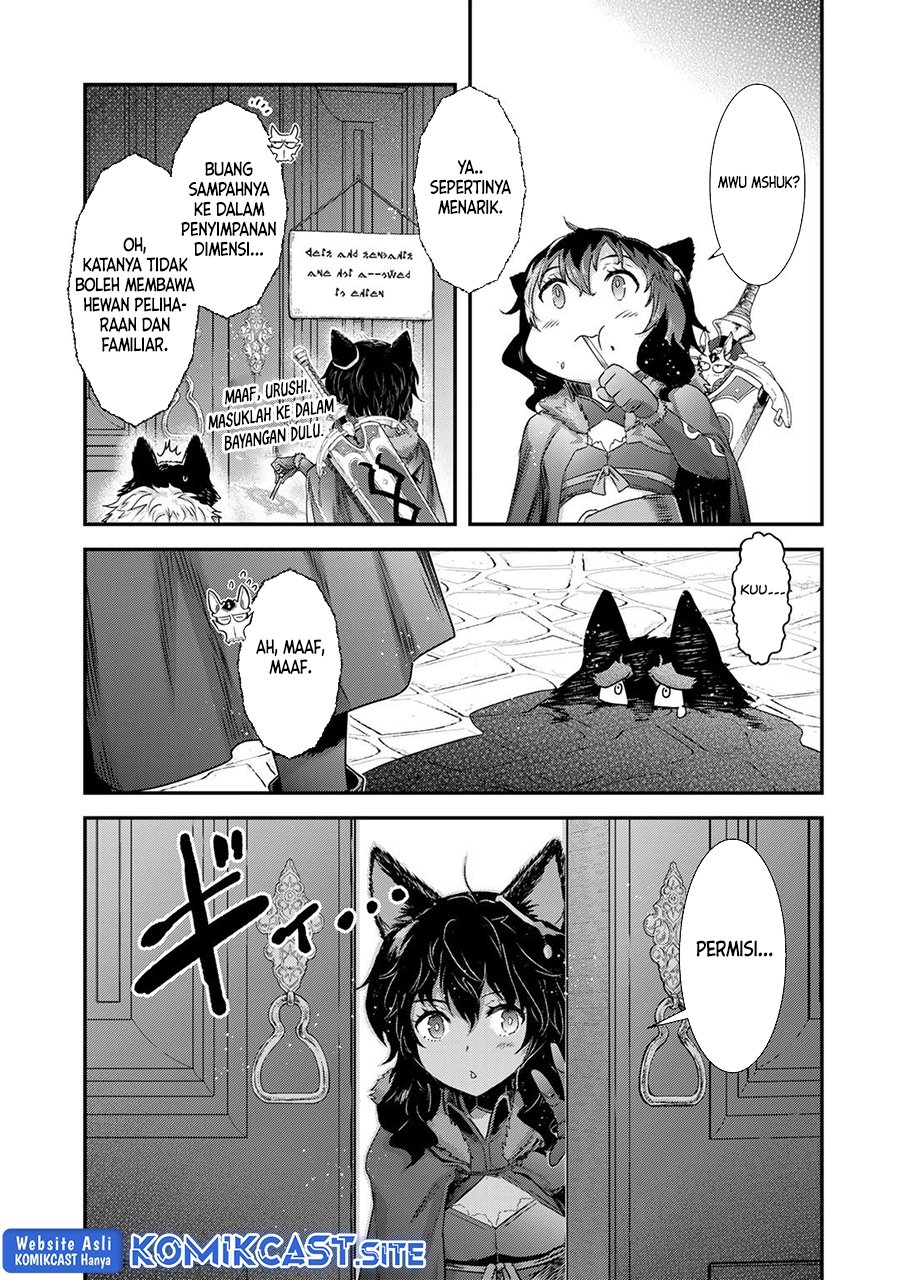 MWU MSHUK?
YA..
SEPERTINYA
MENARIK.
BUANG
SAMPAHNYA
KE DALAM
PENYIMPANAN
DIMENSI...
OH,
KATANYA TIDAK
BOLEH MEMBAWA
HEWAN PELIHA-
RAAN DAN
FAMILIAR.
MAAF, URUSHI.
MASUKLAH KE DALAM
BAYANGAN DULU.
KUU---
AH, MAAF,
MAAF.
ギィ...
PERMISI...
Website Asli
KOMIKCAST Hanya
KOMIKCAST.SITE